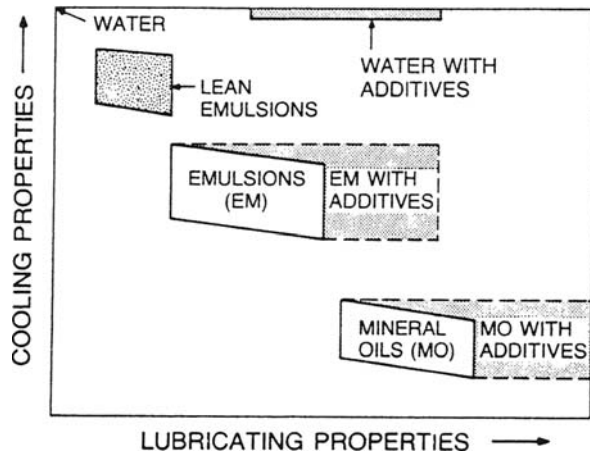 WATER
WATER WITH
ADDITIVES
LEAN
EMULSIONS
EMULSIONS
(EM)
EM WITH
ADDITIVES
MINERAL
OILS (MO)
MO WITH
ADDITIVES
COOLING PROPERTIES
LUBRICATING PROPERTIES